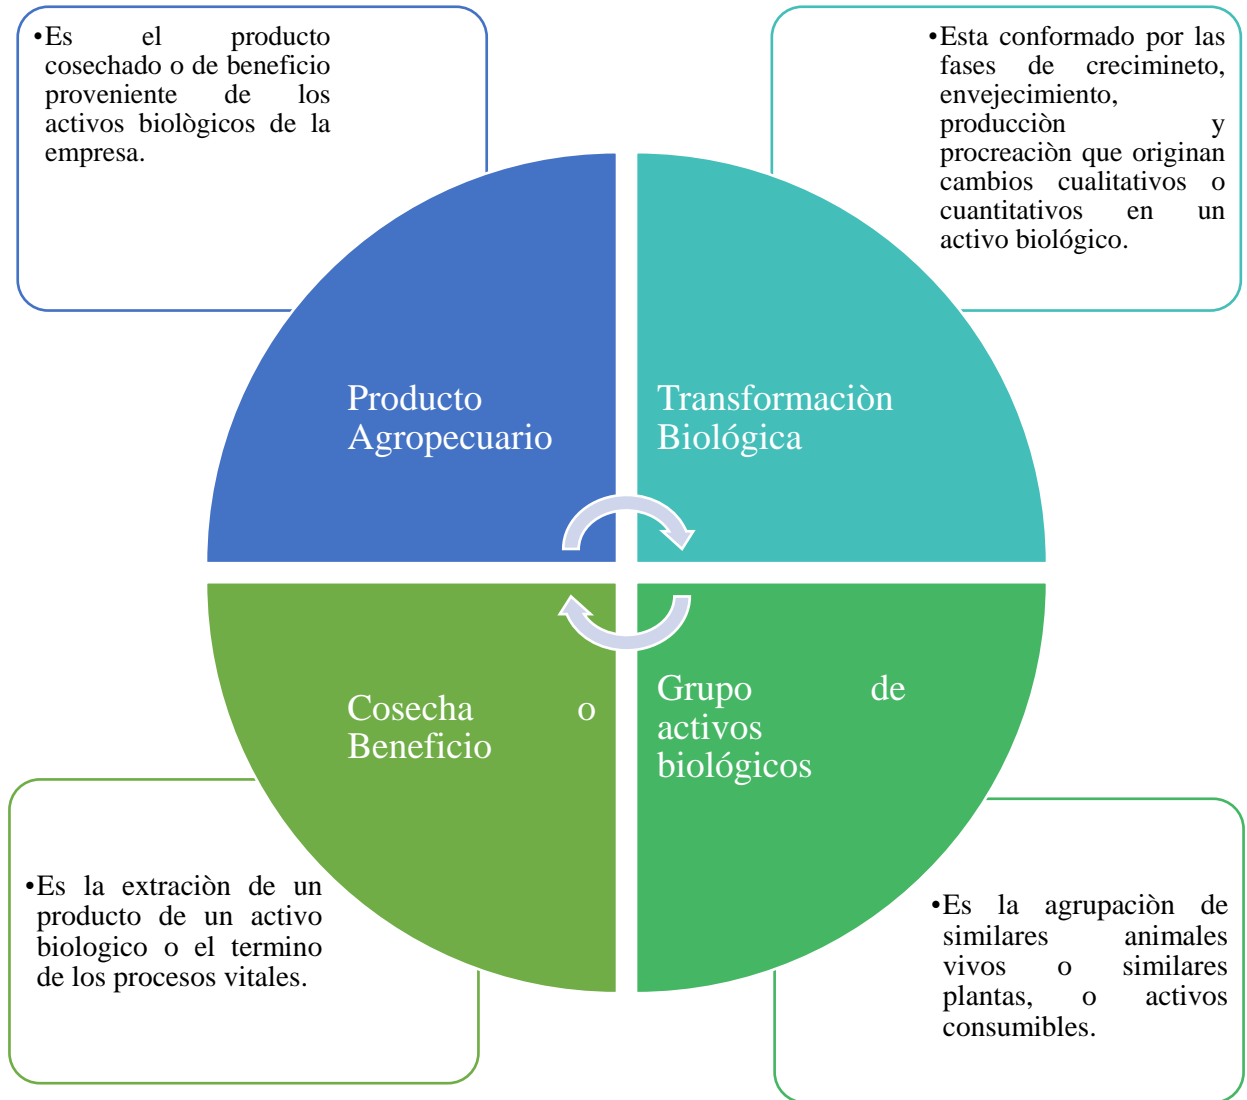 •Es el producto
cosechado o de beneficio
proveniente de los
activos biològicos de la
empresa.
•Esta conformado por las
fases de crecimineto,
envejecimiento,
producciòn y
procreaciòn que originan
cambios cualitativos o
cuantitativos en un
activo biológico.
Producto
Agropecuario
Transformaciòn
Biológica
Cosecha o
Beneficio
Grupo de
activos
biológicos
•Es la extraciòn de un
producto de un activo
biologico o el termino
de los procesos vitales.
•Es la agrupaciòn de
similares animales
vivos o similares
plantas, o activos
consumibles.